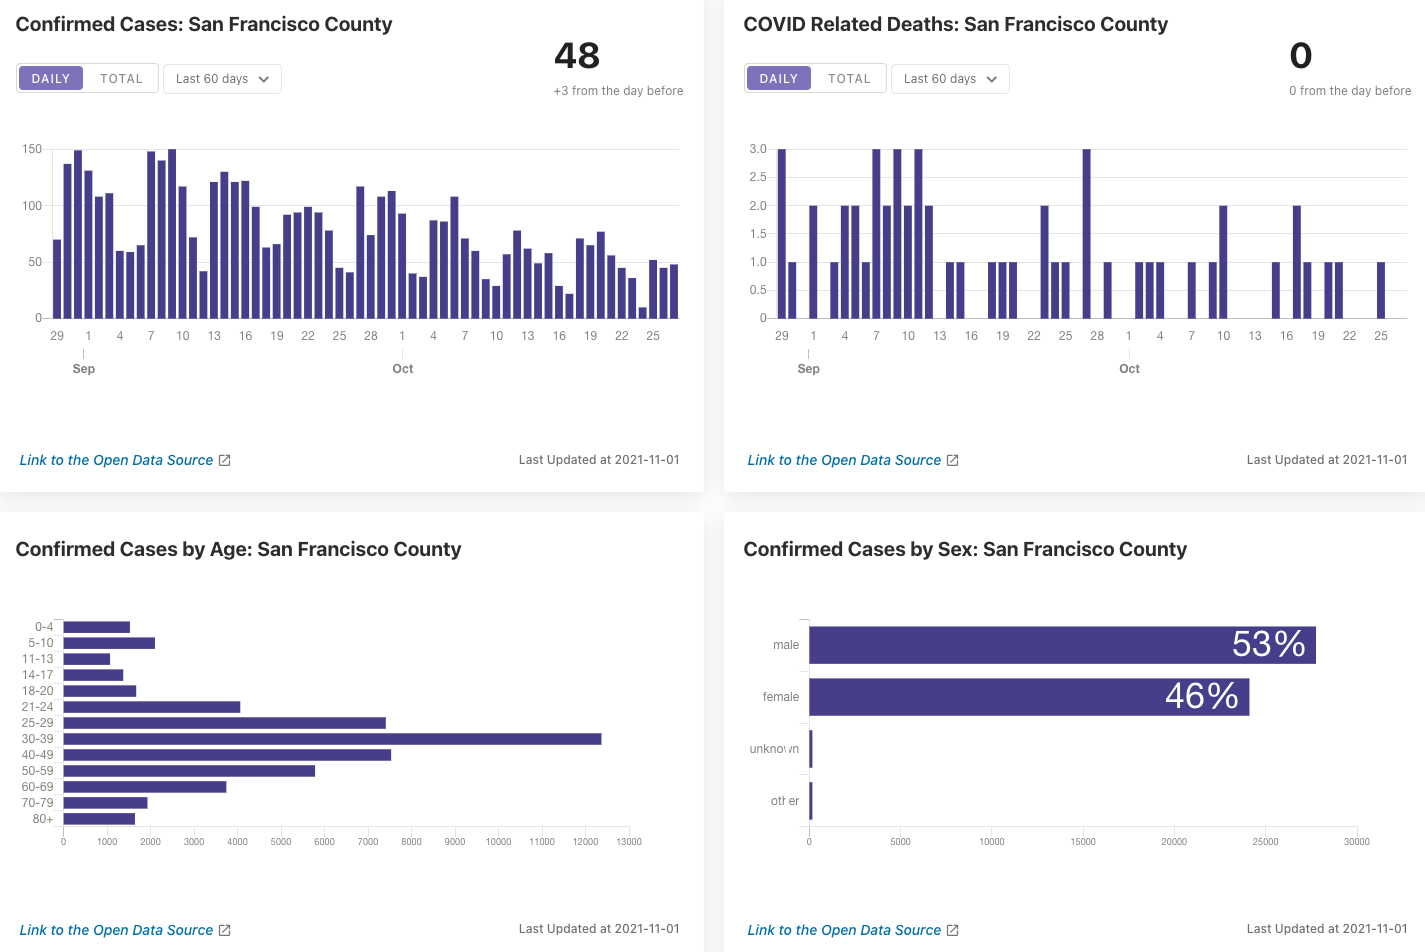 Confirmed Cases: San Francisco County
48
DAILY TOTAL Last 60 days
+3 from the day before
150
100
50
0
29 1 4 7 10 13 16 19 22 25 28 1 4 7 10 13 16 19 22 25
Sep Oct
Link to the Open Data Source
Last Updated at 2021-11-01
COVID Related Deaths: San Francisco County
0
DAILY TOTAL Last 60 days
0 from the day before
3.0
2.5
2.0
1.5
1.0
0.5
0
29 1 4 7 10 13 16 19 22 25 28 1 4 7 10 13 16 19 22 25
Sep Oct
Link to the Open Data Source
Last Updated at 2021-11-01
Confirmed Cases by Age: San Francisco County
0-4
5-10
11-13
14-17
18-20
21-24
25-29
30-39
40-49
50-59
60-69
70-79
80+
0 1000 2000 3000 4000 5000 6000 7000 8000 9000 10000 11000 12000 13000
Link to the Open Data Source
Last Updated at 2021-11-01
Confirmed Cases by Sex: San Francisco County
male 53%
female 46%
unknown
other
0 5000 10000 15000 20000 25000 30000
Link to the Open Data Source
Last Updated at 2021-11-01